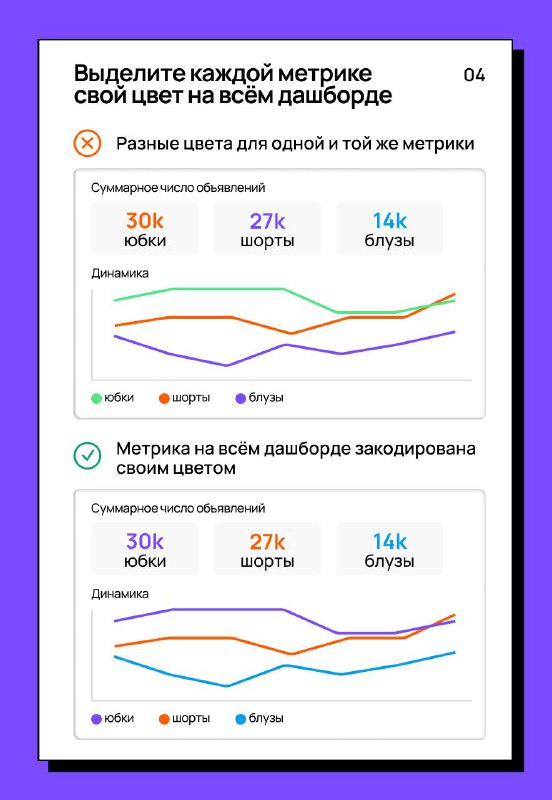 Выделите каждой метрике
свой цвет на всём дашборде
04
Разные цвета для одной и той же метрики
Суммарное число объявлений
30k
27k
14k
юбки
шорты
блузы
Динамика
юбки
шорты
блузы
Метрика на всём дашборде закодирована
своим цветом
Суммарное число объявлений
30k
27k
14k
юбки
шорты
блузы
Динамика
юбки
шорты
блузы